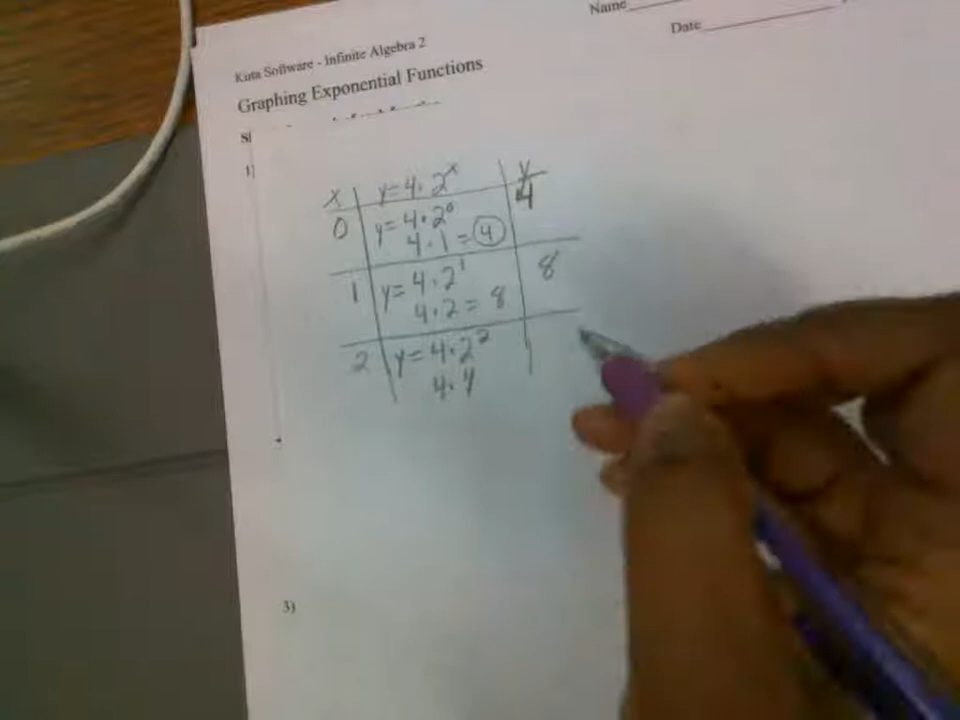 Name
Date
Kuta Software - Infinite Algebra 2
Graphing Exponential Functions
1)
x y=4·2^x y
0 y=4·2^0 4
4·1=4
1 y=4·2^1 8
4·2=8
2 y=4·2^2
4·4
3)